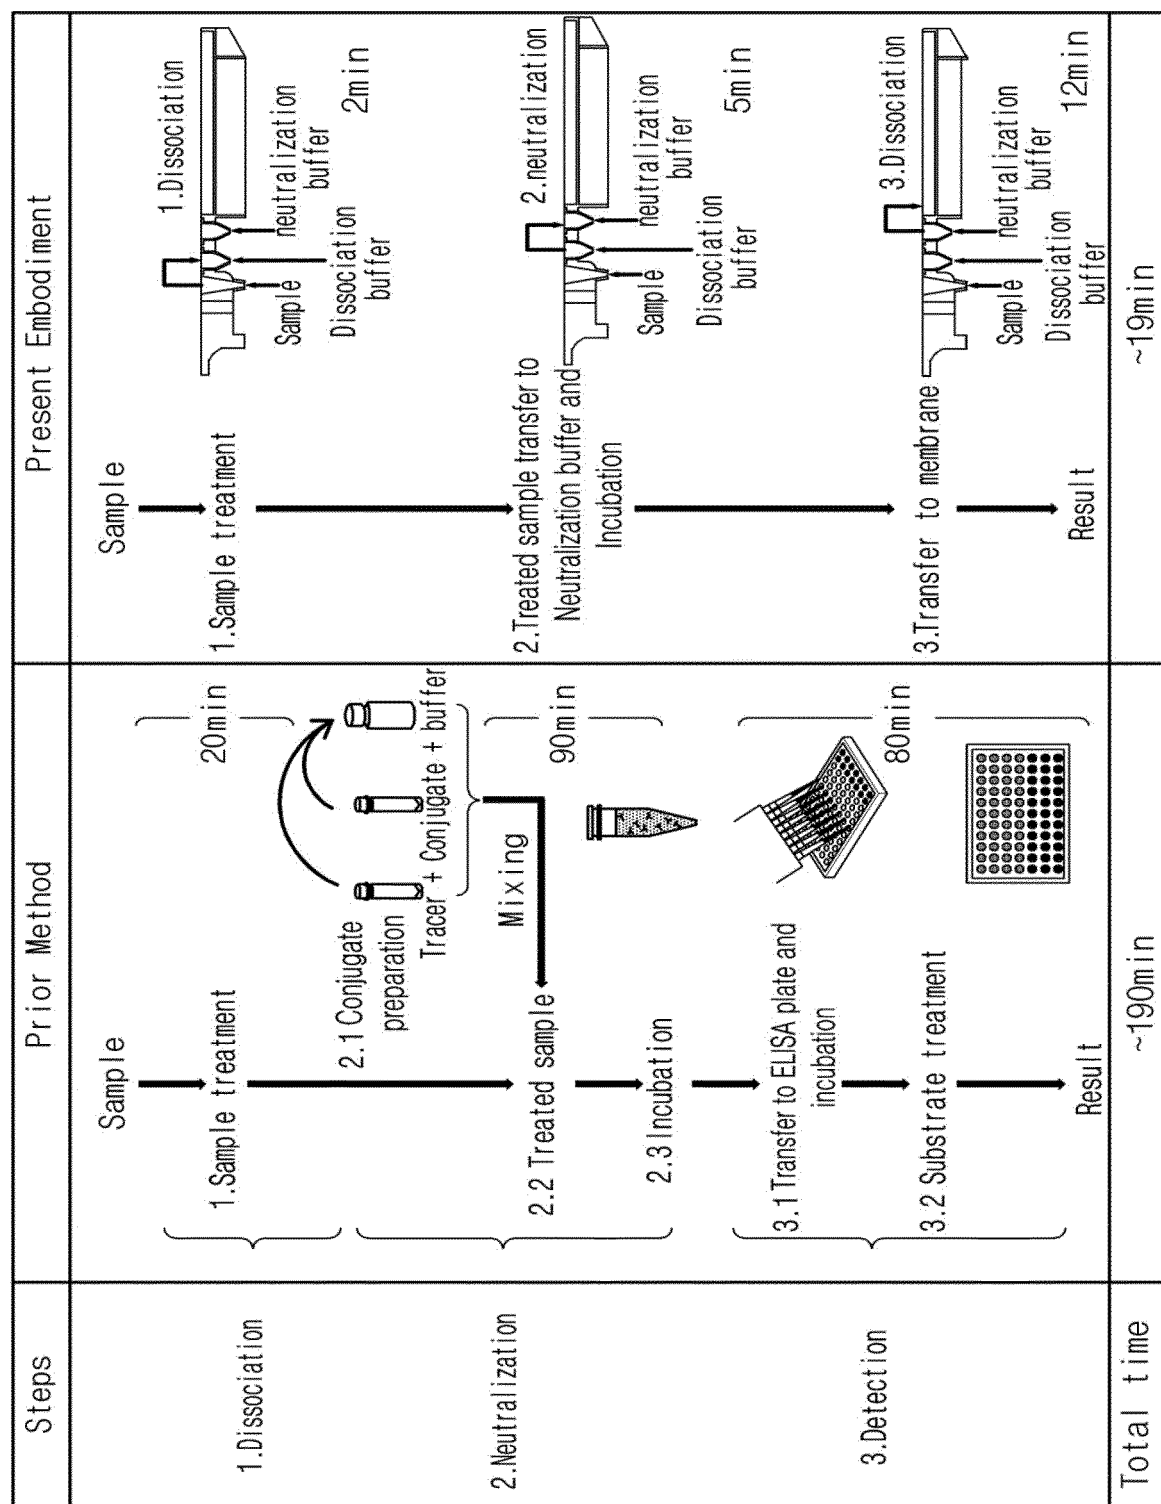 Steps
Prior Method
Present Embodiment
1.Dissociation
Sample
1.Sample treatment
20min
Sample
1.Sample treatment
1.Dissociation
Sample
neutralization
buffer
Dissociation
buffer
2min
2.Neutralization
2.1 Conjugate
preparation
Tracer + Conjugate + buffer
Mixing
2.2 Treated sample
2.3 Incubation
90min
2.Treated sample transfer to
Neutralization buffer and
Incubation
2.neutralization
Sample
neutralization
buffer
Dissociation
buffer
5min
3.Detection
3.1 Transfer to ELISA plate and
incubation
3.2 Substrate treatment
80min
Result
3.Transfer to membrane
Result
3.Dissociation
Sample
neutralization
buffer
Dissociation
buffer
12min
Total time
~190min
~19min